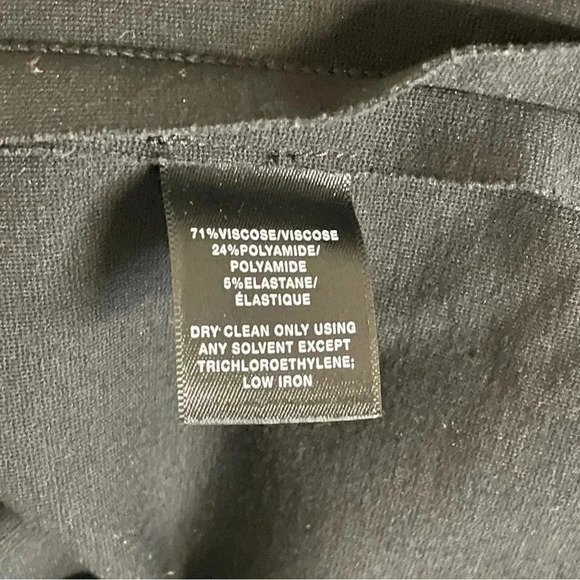 71%VISCOSE/VISCOSE
24%POLYAMIDE/
POLYAMIDE
5%ELASTANE/
ÉLASTIQUE
DRY CLEAN ONLY USING
ANY SOLVENT EXCEPT
TRICHLOROETHYLENE;
LOW IRON